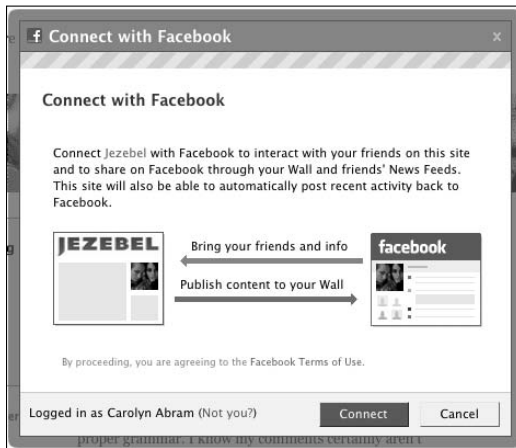 Connect with Facebook
x
Connect with Facebook
Connect Jezebel with Facebook to interact with your friends on this site
and to share on Facebook through your Wall and friends' News Feeds.
This site will also be able to automatically post recent activity back to
Facebook.
JEZEBEL
Bring your friends and info
facebook
Publish content to your Wall
By proceeding, you are agreeing to the Facebook Terms of Use.
Logged in as Carolyn Abram (Not you?)
Connect
Cancel
proper grammar. I know my comments certainly aren't